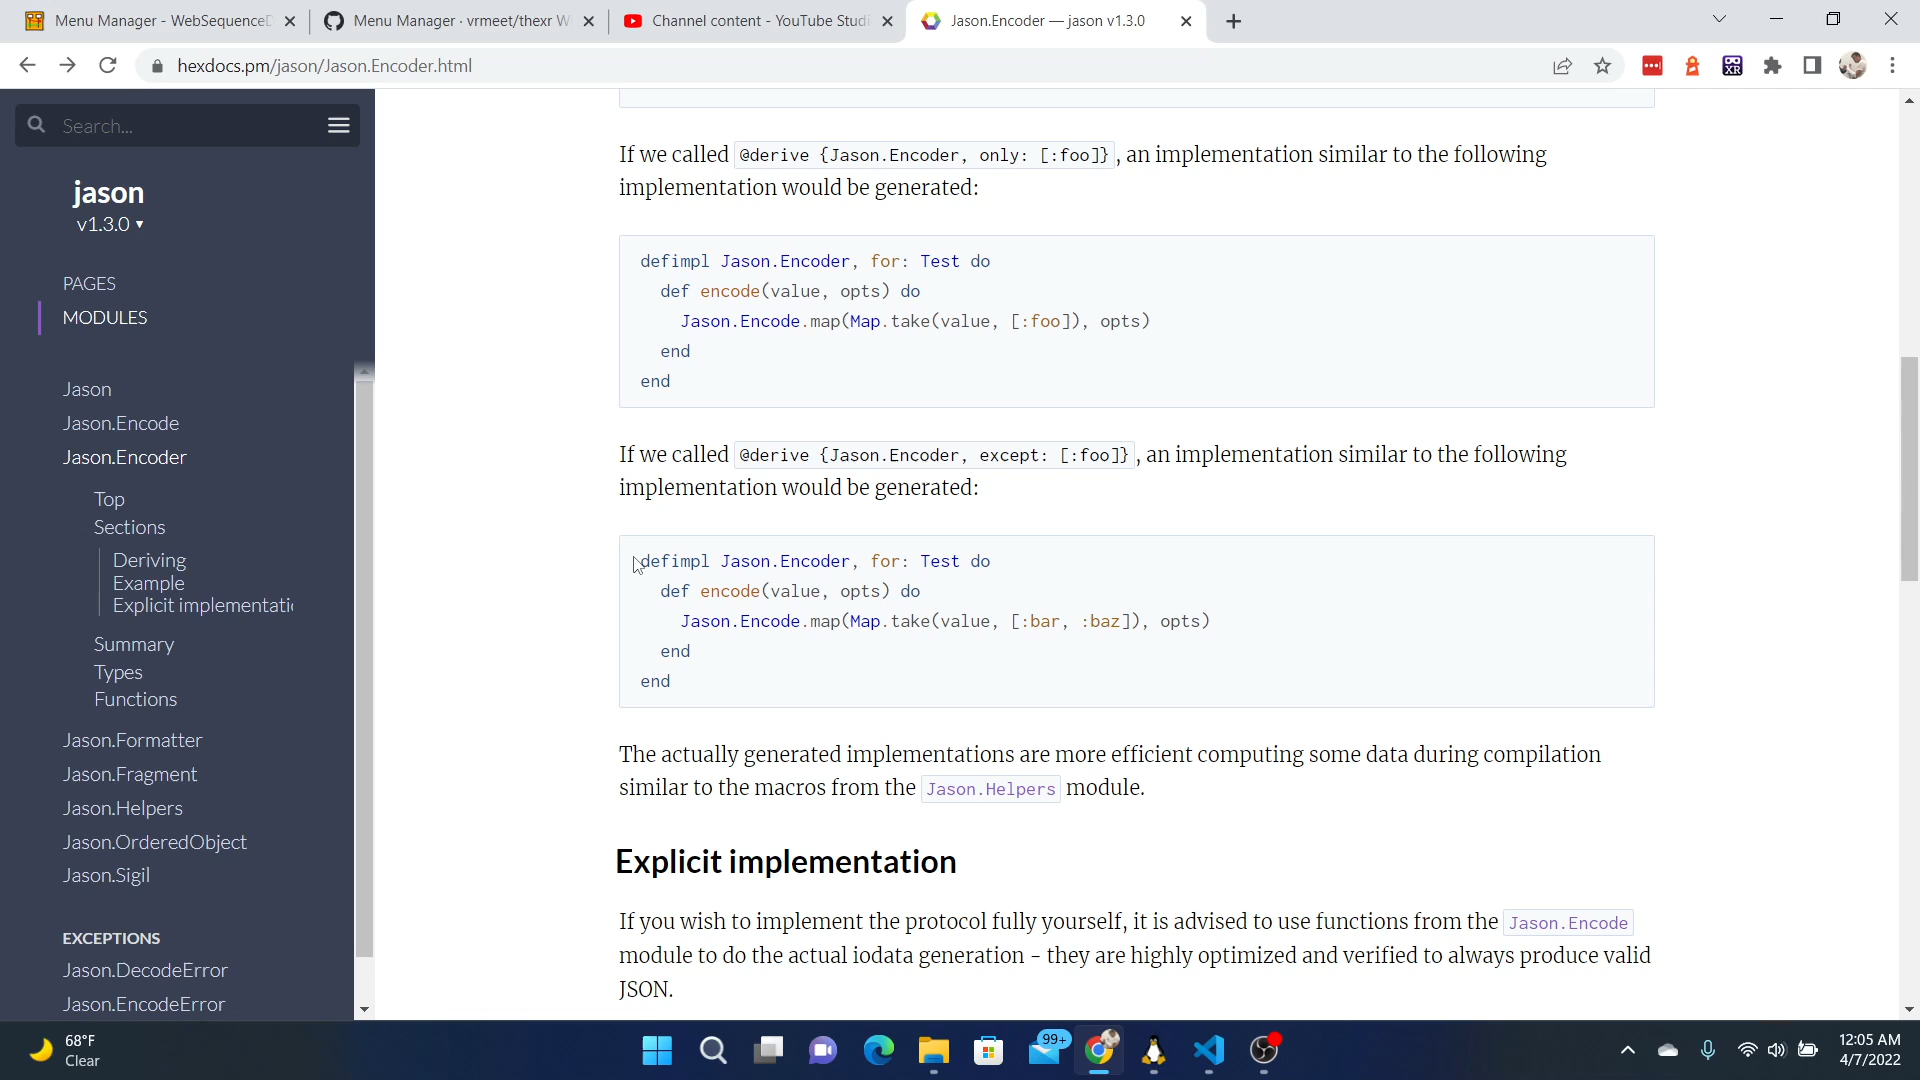 Menu Manager - WebSequenceD
Menu Manager · vrmeet/thexr W
Channel content - YouTube Studi
Jason.Encoder — jason v1.3.0
hexdocs.pm/jason/Jason.Encoder.html
Search...
jason
v1.3.0
PAGES
MODULES
Jason
Jason.Encode
Jason.Encoder
Top
Sections
Deriving
Example
Explicit implementatic
Summary
Types
Functions
Jason.Formatter
Jason.Fragment
Jason.Helpers
Jason.OrderedObject
Jason.Sigil
EXCEPTIONS
Jason.DecodeError
Jason.EncodeError
If we called @derive {Jason.Encoder, only: [:foo]}, an implementation similar to the following
implementation would be generated:
defimpl Jason.Encoder, for: Test do
def encode(value, opts) do
Jason.Encode.map(Map.take(value, [:foo]), opts)
end
end
If we called @derive {Jason.Encoder, except: [:foo]}, an implementation similar to the following
implementation would be generated:
defimpl Jason.Encoder, for: Test do
def encode(value, opts) do
Jason.Encode.map(Map.take(value, [:bar, :baz]), opts)
end
end
The actually generated implementations are more efficient computing some data during compilation
similar to the macros from the Jason.Helpers module.
Explicit implementation
If you wish to implement the protocol fully yourself, it is advised to use functions from the Jason.Encode
module to do the actual iodata generation - they are highly optimized and verified to always produce valid
JSON.
XR
68°F
Clear
99+
12:05 AM
4/7/2022